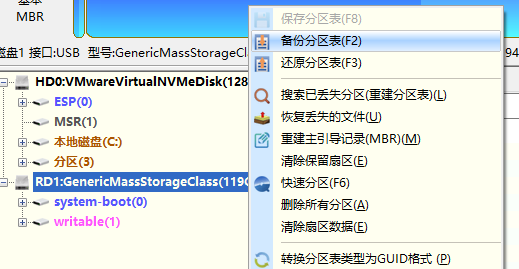 基本
MBR
磁盘1 接口:USB 型号:GenericMassStorageClas
HD0:VMwareVirtualNVMeDisk(128
ESP(0)
MSR(1)
本地磁盘(C:)
分区(3)
RD1:GenericMassStorageClass(119G
system-boot(0)
writable(1)
保存分区表(F8)
备份分区表(F2)
还原分区表(F3)
搜索已丢失分区(重建分区表)(L)
恢复丢失的文件(U)
重建主引导记录(MBR)(M)
清除保留扇区(E)
快速分区(F6)
删除所有分区(A)
清除扇区数据(E)
转换分区表类型为GUID格式 (P)
94